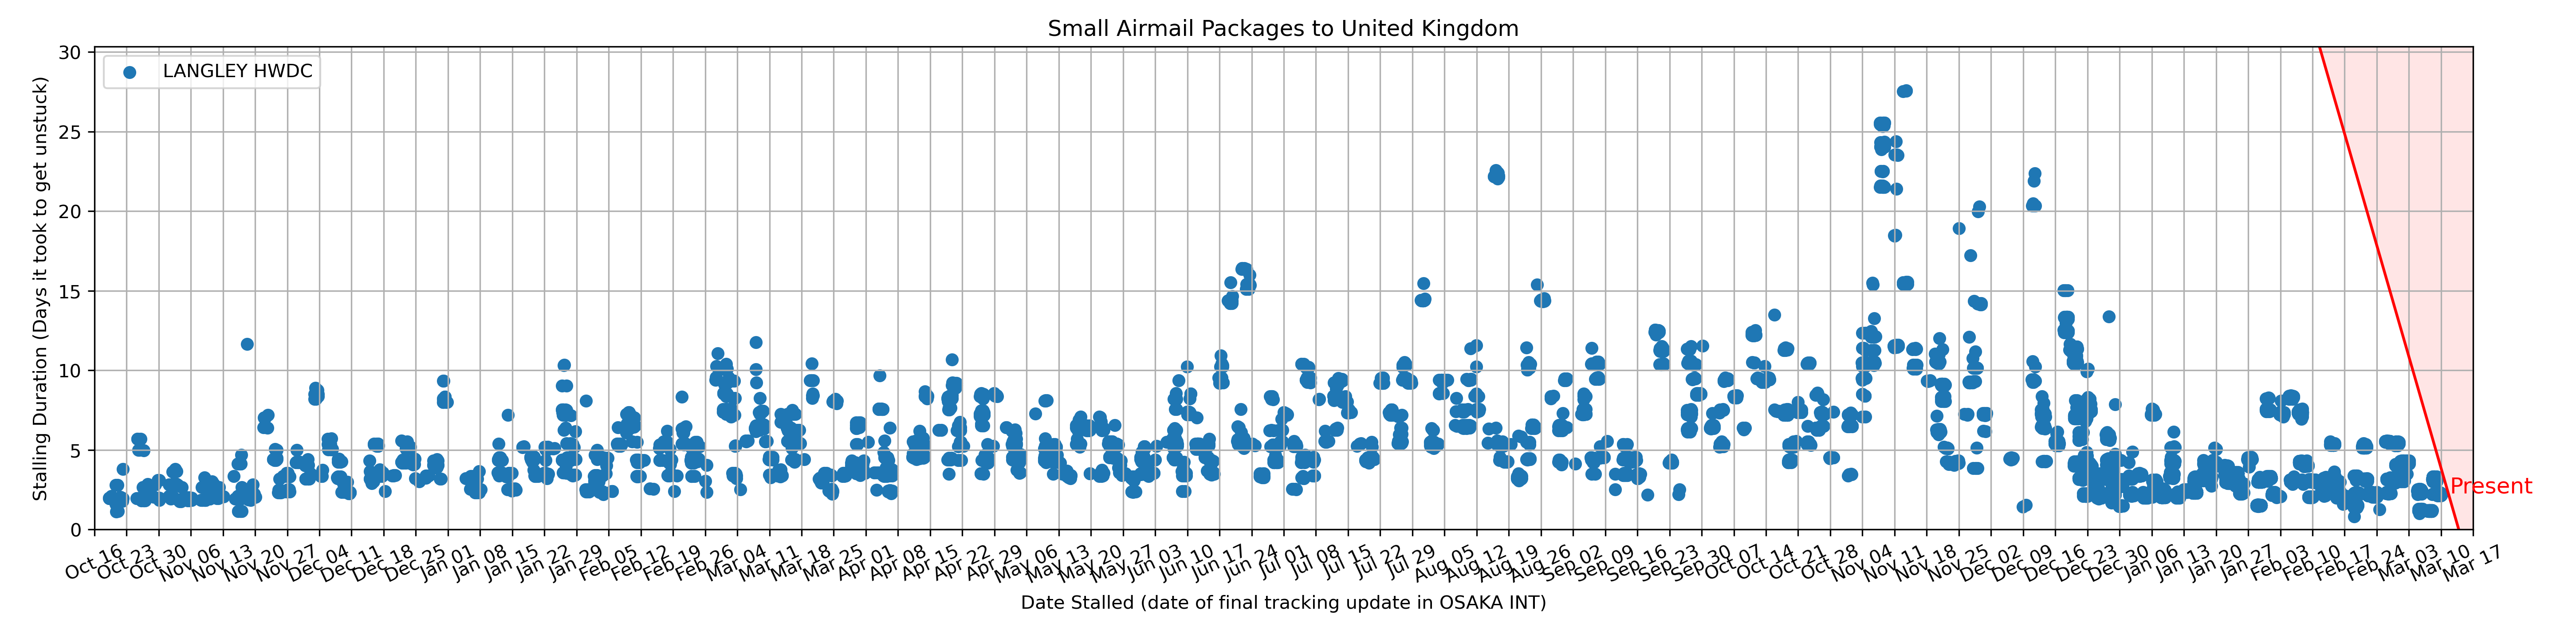 Small Airmail Packages to United Kingdom
LANGLEY HWDC
Stalling Duration (Days it took to get unstuck)
30
25
20
15
10
5
0
Present
Oct 16 Oct 23 Oct 30 Nov 06 Nov 13 Nov 20 Nov 27 Dec 04 Dec 11 Dec 18 Dec 25 Jan 01 Jan 08 Jan 15 Jan 22 Jan 29 Feb 05 Feb 12 Feb 19 Feb 26 Mar 04 Mar 11 Mar 18 Mar 25 Apr 01 Apr 08 Apr 15 Apr 22 Apr 29 May 06 May 13 May 20 May 27 Jun 03 Jun 10 Jun 17 Jun 24 Jul 01 Jul 08 Jul 15 Jul 22 Jul 29 Aug 05 Aug 12 Aug 19 Aug 26 Sep 02 Sep 09 Sep 16 Sep 23 Sep 30 Oct 07 Oct 14 Oct 21 Oct 28 Nov 04 Nov 11 Nov 18 Nov 25 Dec 02 Dec 09 Dec 16 Dec 23 Dec 30 Jan 06 Jan 13 Jan 20 Jan 27 Feb 03 Feb 10 Feb 17 Feb 24 Mar 03 Mar 10 Mar 17
Date Stalled (date of final tracking update in OSAKA INT)